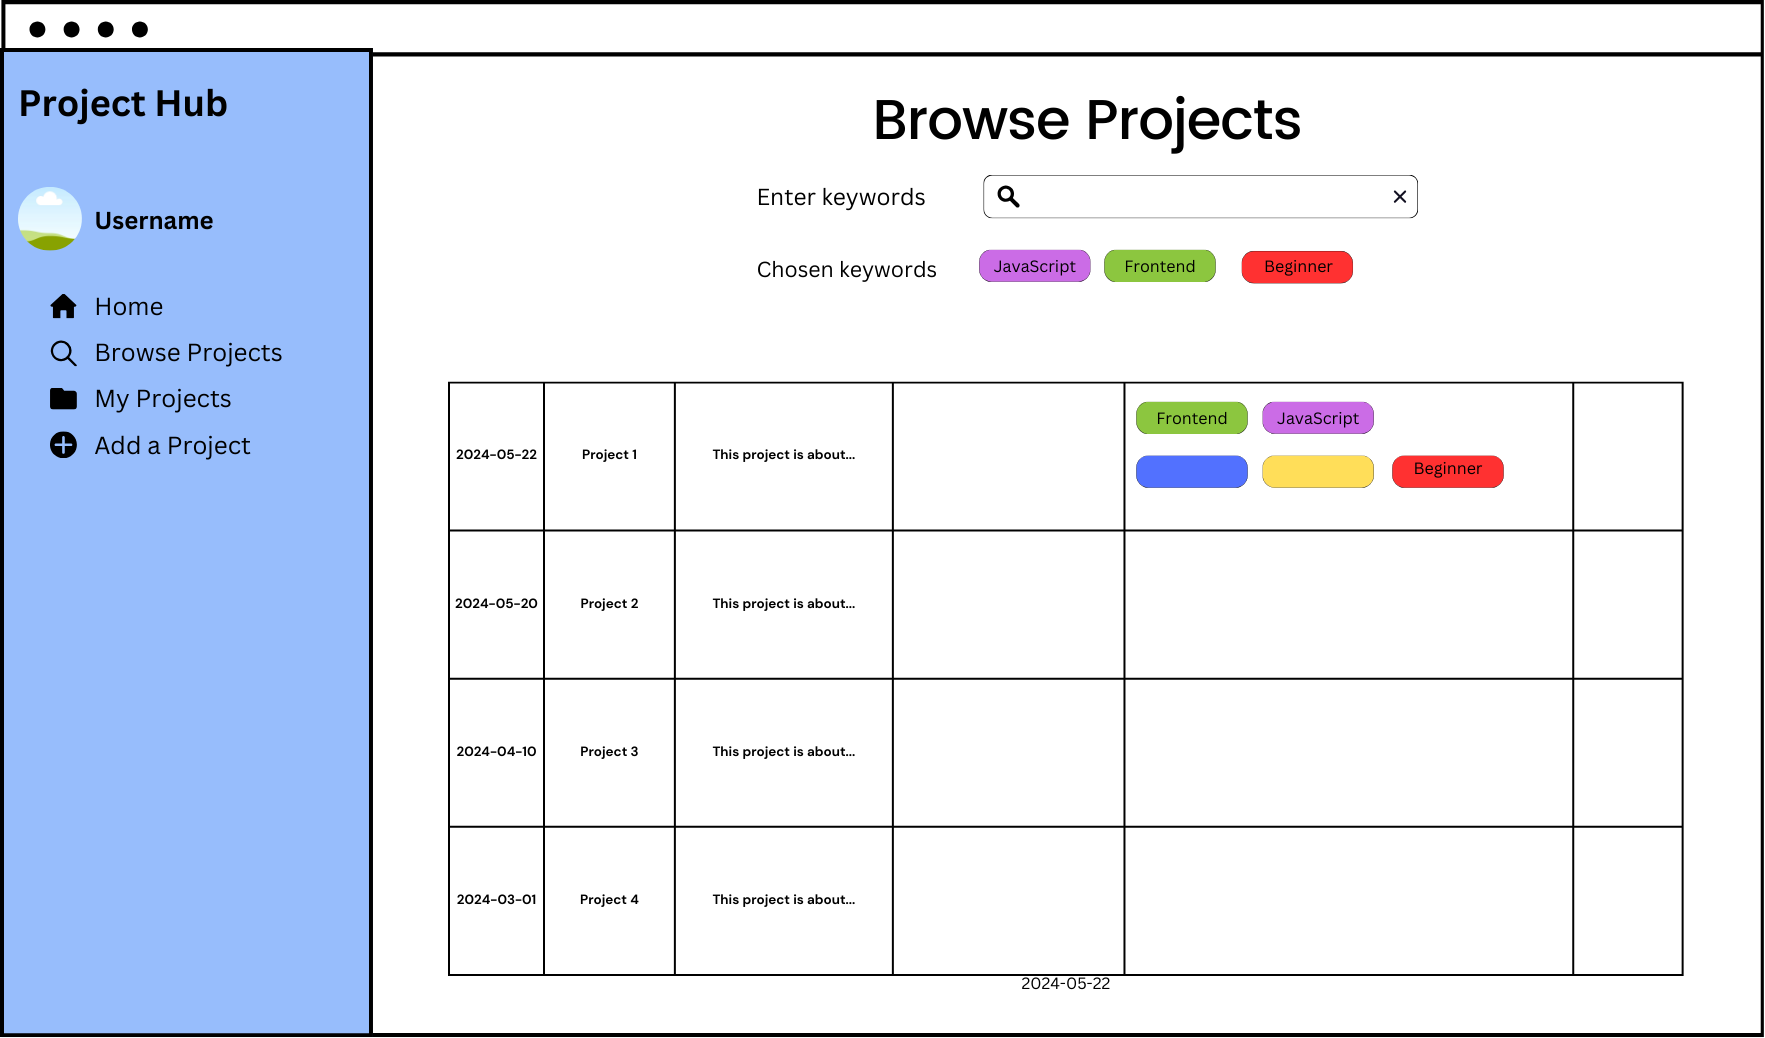 Project Hub
Username
Home
Browse Projects
My Projects
Add a Project
Browse Projects
Enter keywords
Chosen keywords JavaScript Frontend Beginner
Frontend JavaScript
2024-05-22 Project 1 This project is about...
Beginner
2024-05-20 Project 2 This project is about...
2024-04-10 Project 3 This project is about...
2024-03-01 Project 4 This project is about...
2024-05-22